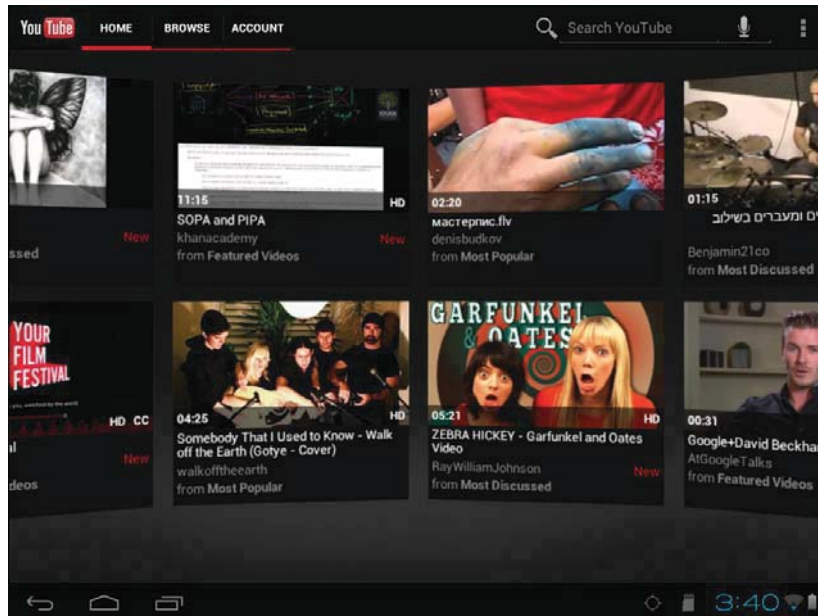 YouTube HOME BROWSE ACCOUNT Search YouTube
New
ssed
11:15 HD
SOPA and PIPA
khanacademy New
from Featured Videos
02:20
мастерпис.flv
denisbudkov
from Most Popular
01:15
ים ומעברים בשילוב
Benjamin21co
from Most Discussed
YOUR
FILM
FESTIVAL
HD CC
al
New
deos
04:25 HD
Somebody That I Used to Know - Walk
off the Earth (Gotye - Cover)
walkofftheearth
from Most Popular
GARFUNKEL
& OATES
05:21 HD
ZEBRA HICKEY - Garfunkel and Oates
Video
RayWilliamJohnson New
from Most Discussed
00:31
Google+David Beckha
AtGoogleTalks
from Featured Videos
3:40